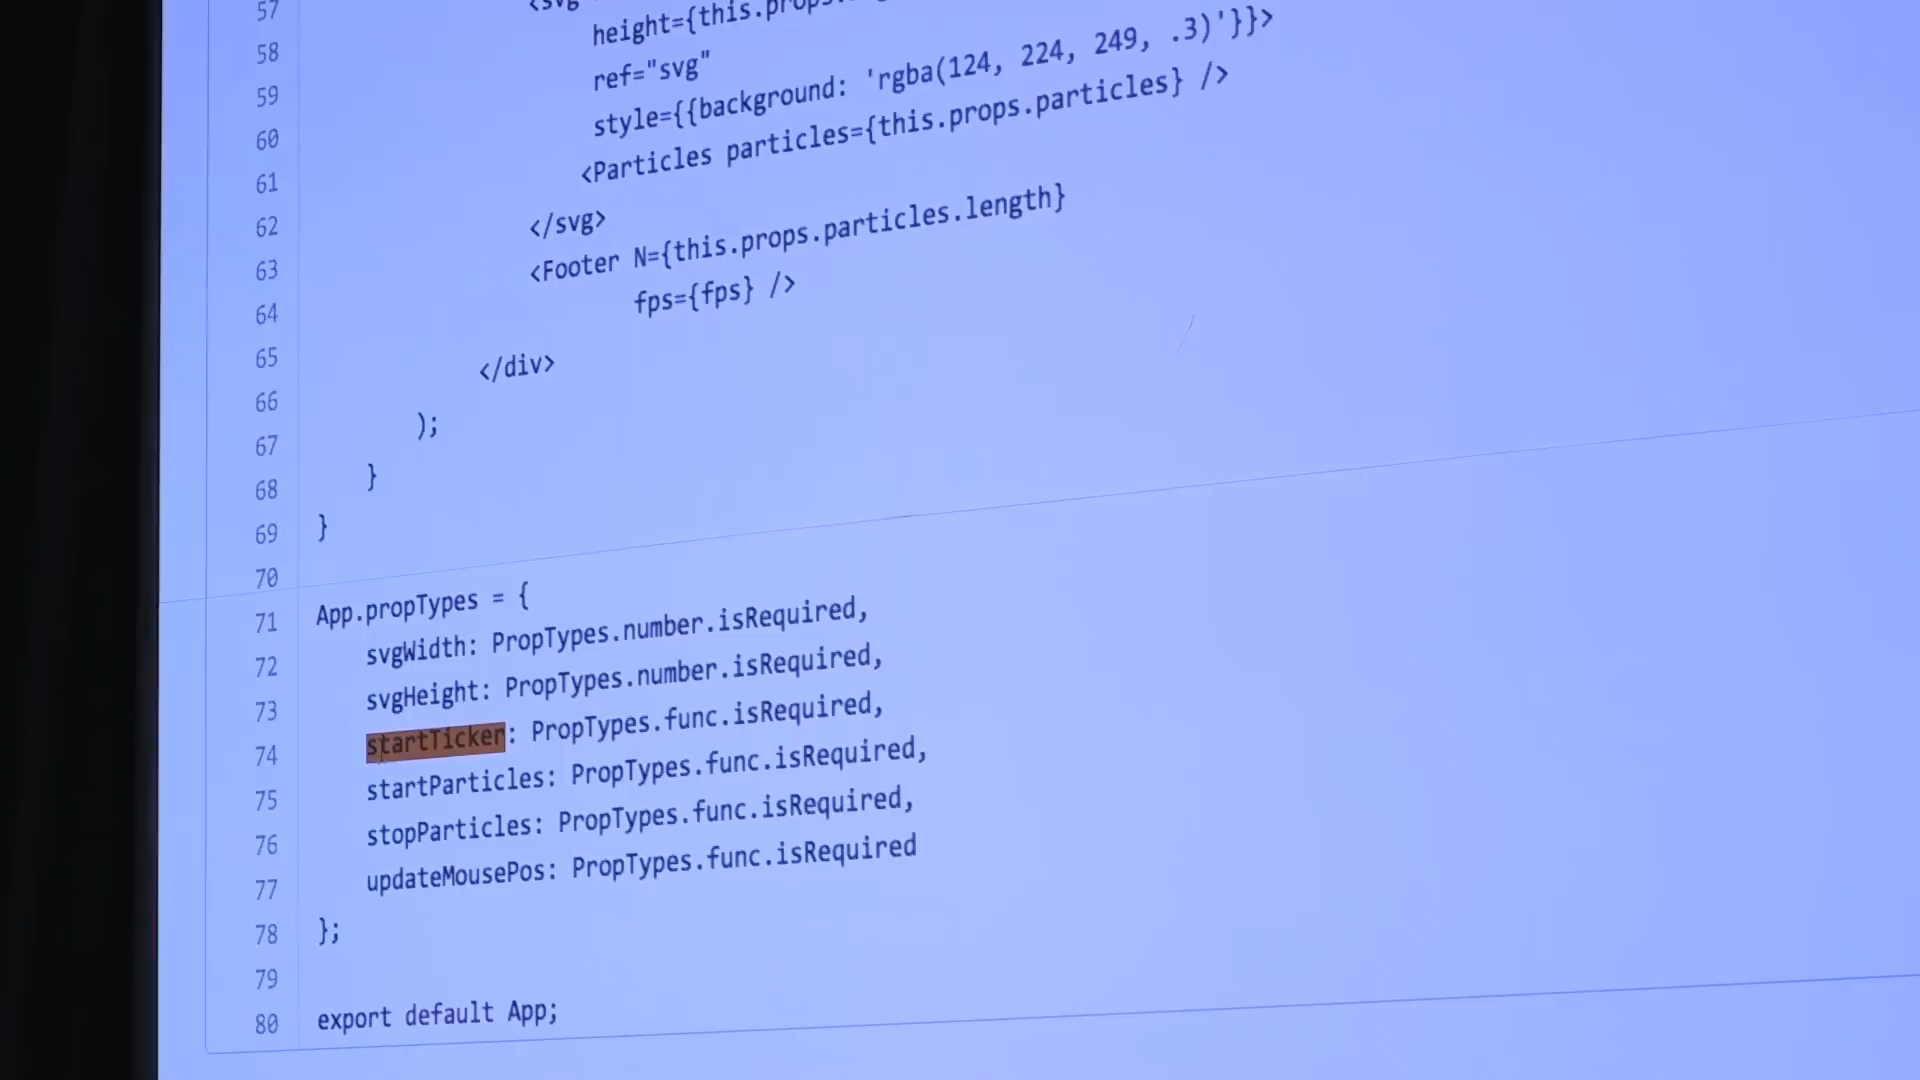 57 <svg
58 height={this.props.
59 ref="svg"
60 style={{background: 'rgba(124, 224, 249, .3)'}}>
61 <Particles particles={this.props.particles} />
62 </svg>
63 <Footer N={this.props.particles.length}
64 fps={fps} />
65 </div>
66 );
67 }
68
69 }
70
71 App.propTypes = {
72 svgWidth: PropTypes.number.isRequired,
73 svgHeight: PropTypes.number.isRequired,
74 startTicker: PropTypes.func.isRequired,
75 startParticles: PropTypes.func.isRequired,
76 stopParticles: PropTypes.func.isRequired,
77 updateMousePos: PropTypes.func.isRequired
78 };
79
80 export default App;